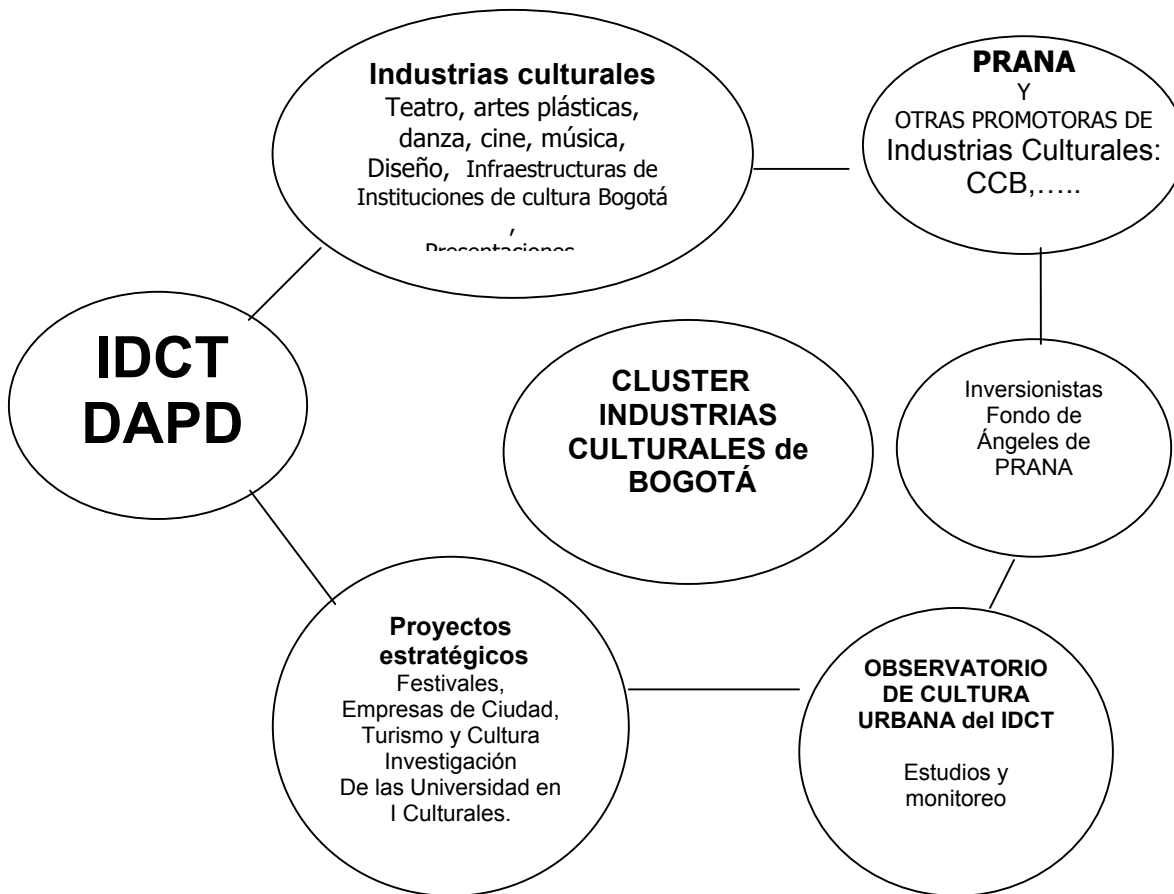 Industrias culturales
Teatro, artes plásticas,
danza, cine, música,
Diseño, Infraestructuras de
Instituciones de cultura Bogotá
,
Presentaciones
PRANA
Y
OTRAS PROMOTORAS DE
Industrias Culturales:
CCB,…..
IDCT
DAPD
CLUSTER
INDUSTRIAS
CULTURALES de
BOGOTÁ
Inversionistas
Fondo de
Ángeles de
PRANA
Proyectos
estratégicos
Festivales,
Empresas de Ciudad,
Turismo y Cultura
Investigación
De las Universidad en
I Culturales.
OBSERVATORIO
DE CULTURA
URBANA del IDCT
Estudios y
monitoreo